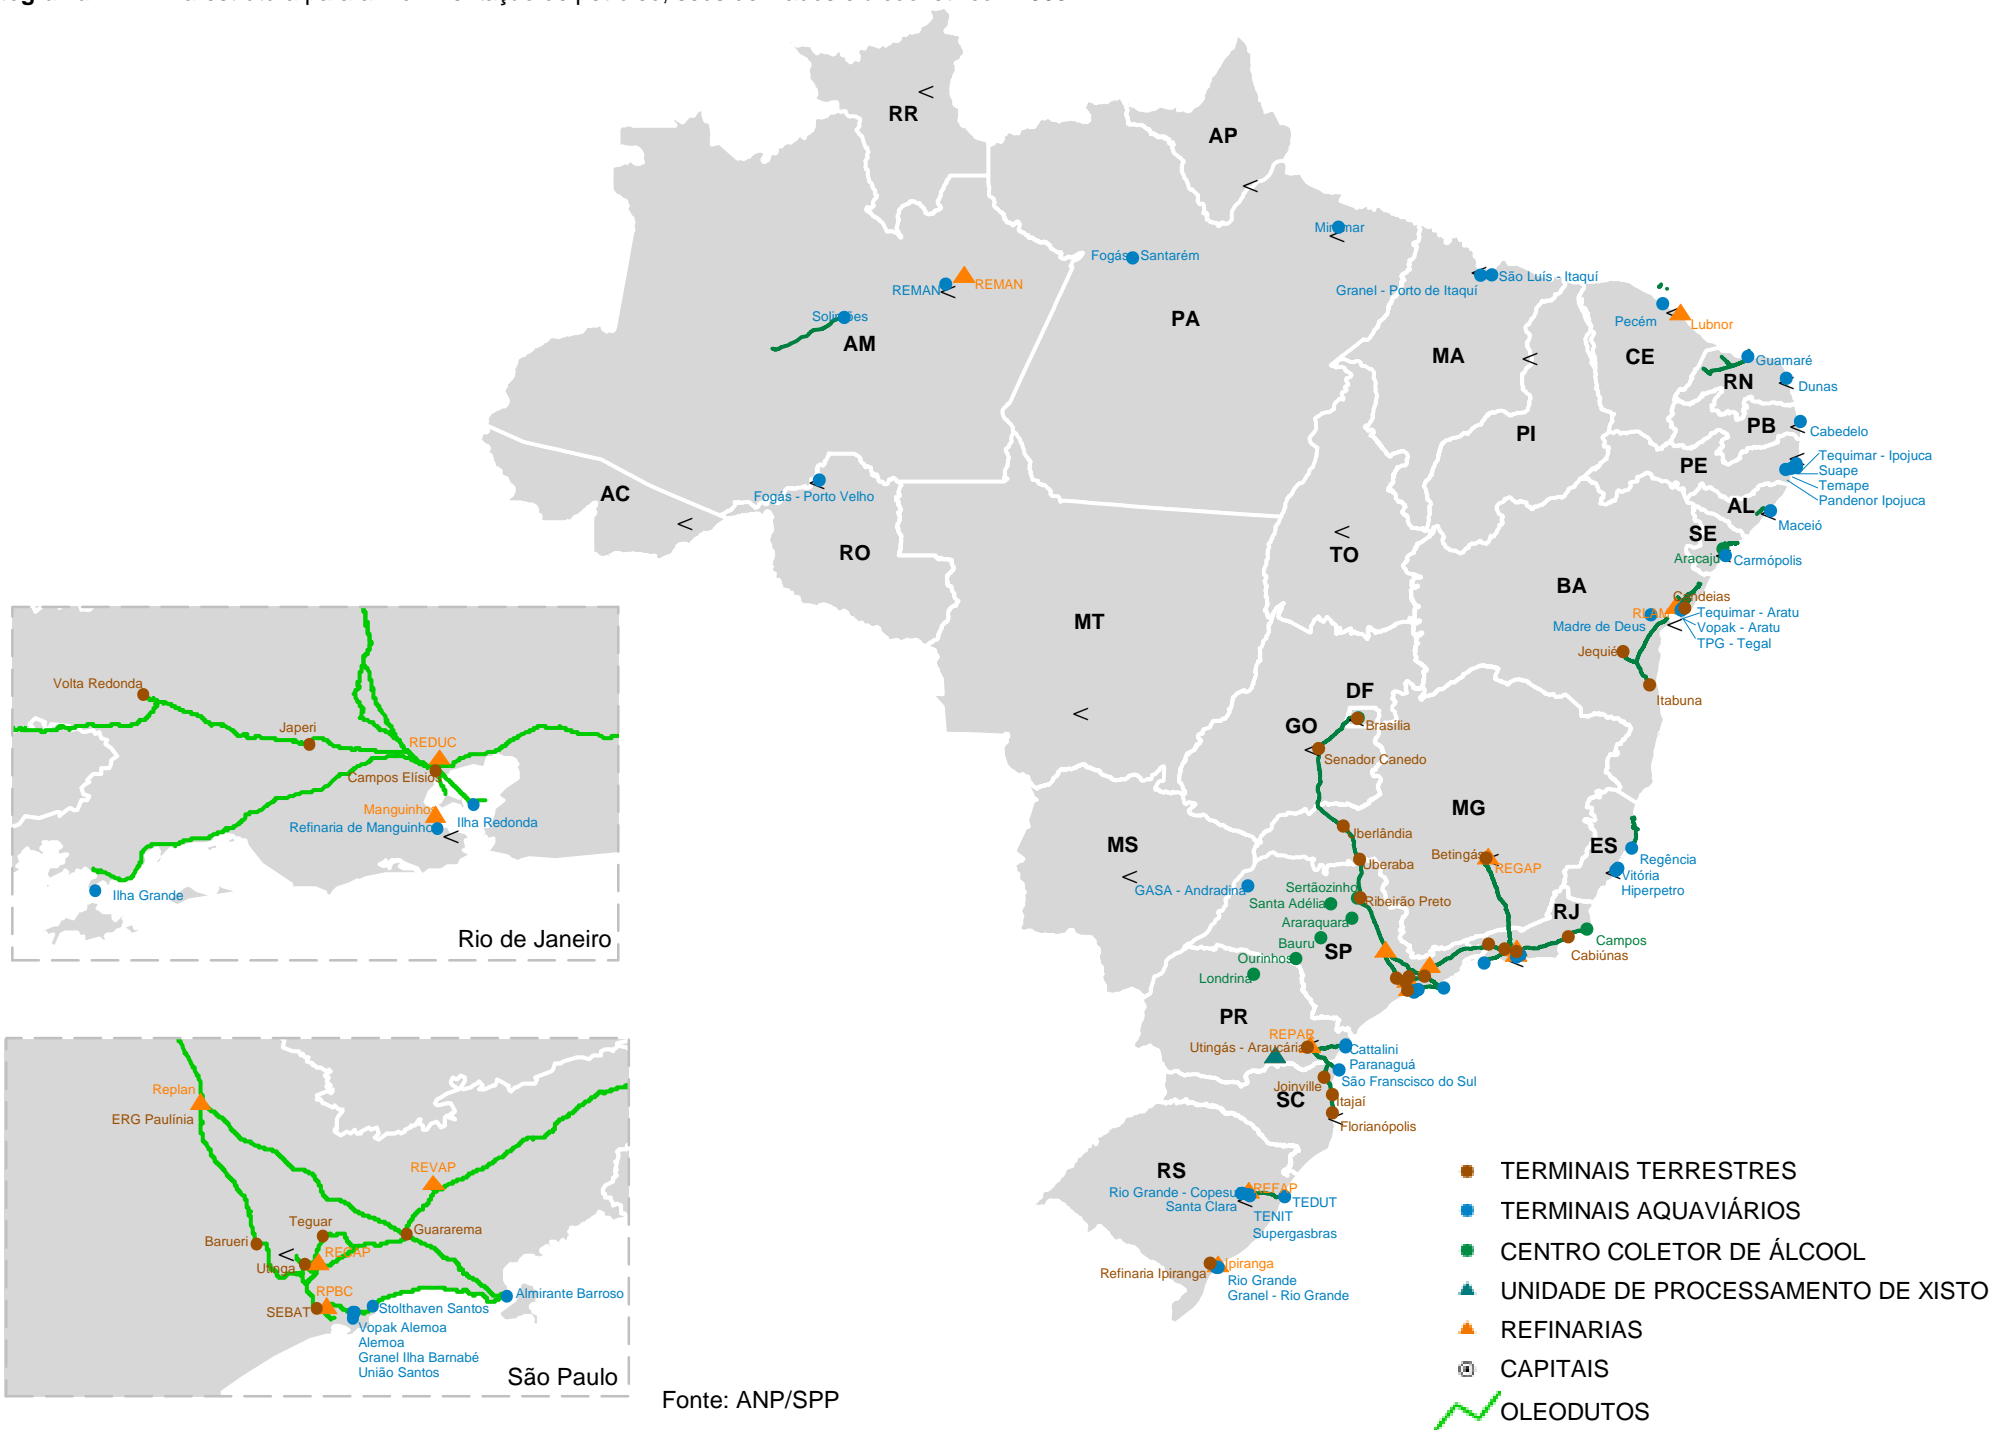 RR
AP
Miramar
Fogás - Santarém
REMAN
REMAN
São Luís - Itaquí
Granel - Porto de Itaquí
Solimões
AM
PA
MA
CE
Pecém
Lubnor
Guamaré
RN
Dunas
PI
PB
Cabedelo
PE
Tequimar - Ipojuca
Suape
Temape
Pandenor Ipojuca
AC
Fogás - Porto Velho
AL
Maceió
RO
TO
SE
Aracaju
Carmópolis
BA
Candeias
RLAM
Madre de Deus
Tequimar - Aratu
Vopak - Aratu
TPG - Tegal
MT
Jequié
Itabuna
DF
GO
Brasília
Senador Canedo
MG
Iberlândia
Uberaba
Betingás
REGAP
MS
ES
Regência
Vitória
Hiperpetro
GASA - Andradina
Sertãozinho
Santa Adélia
Ribeirão Preto
Araraquara
Bauru
SP
Ourinhos
Londrina
RJ
Campos
Cabiúnas
PR
REPAR
Utingás - Araucária
Cattalini
Paranaguá
São Franscisco do Sul
Joinville
SC
Itajaí
Florianópolis
RS
Rio Grande - Copesul
Santa Clara
REFAP
TEDUT
TENIT
Supergasbras
Refinaria Ipiranga
Ipiranga
Rio Grande
Granel - Rio Grande
Volta Redonda
Japeri
REDUC
Campos Elísios
Manguinhos
Refinaria de Manguinhos
Ilha Redonda
Ilha Grande
Rio de Janeiro
Replan
ERG Paulínia
REVAP
Teguar
Guararema
Barueri
RECAP
Utinga
RPBC
SEBAT
Stolthaven Santos
Almirante Barroso
Vopak Alemoa
Alemoa
Granel Ilha Barnabé
União Santos
São Paulo
Fonte: ANP/SPP
TERMINAIS TERRESTRES
TERMINAIS AQUAVIÁRIOS
CENTRO COLETOR DE ÁLCOOL
UNIDADE DE PROCESSAMENTO DE XISTO
REFINARIAS
CAPITAIS
OLEODUTOS